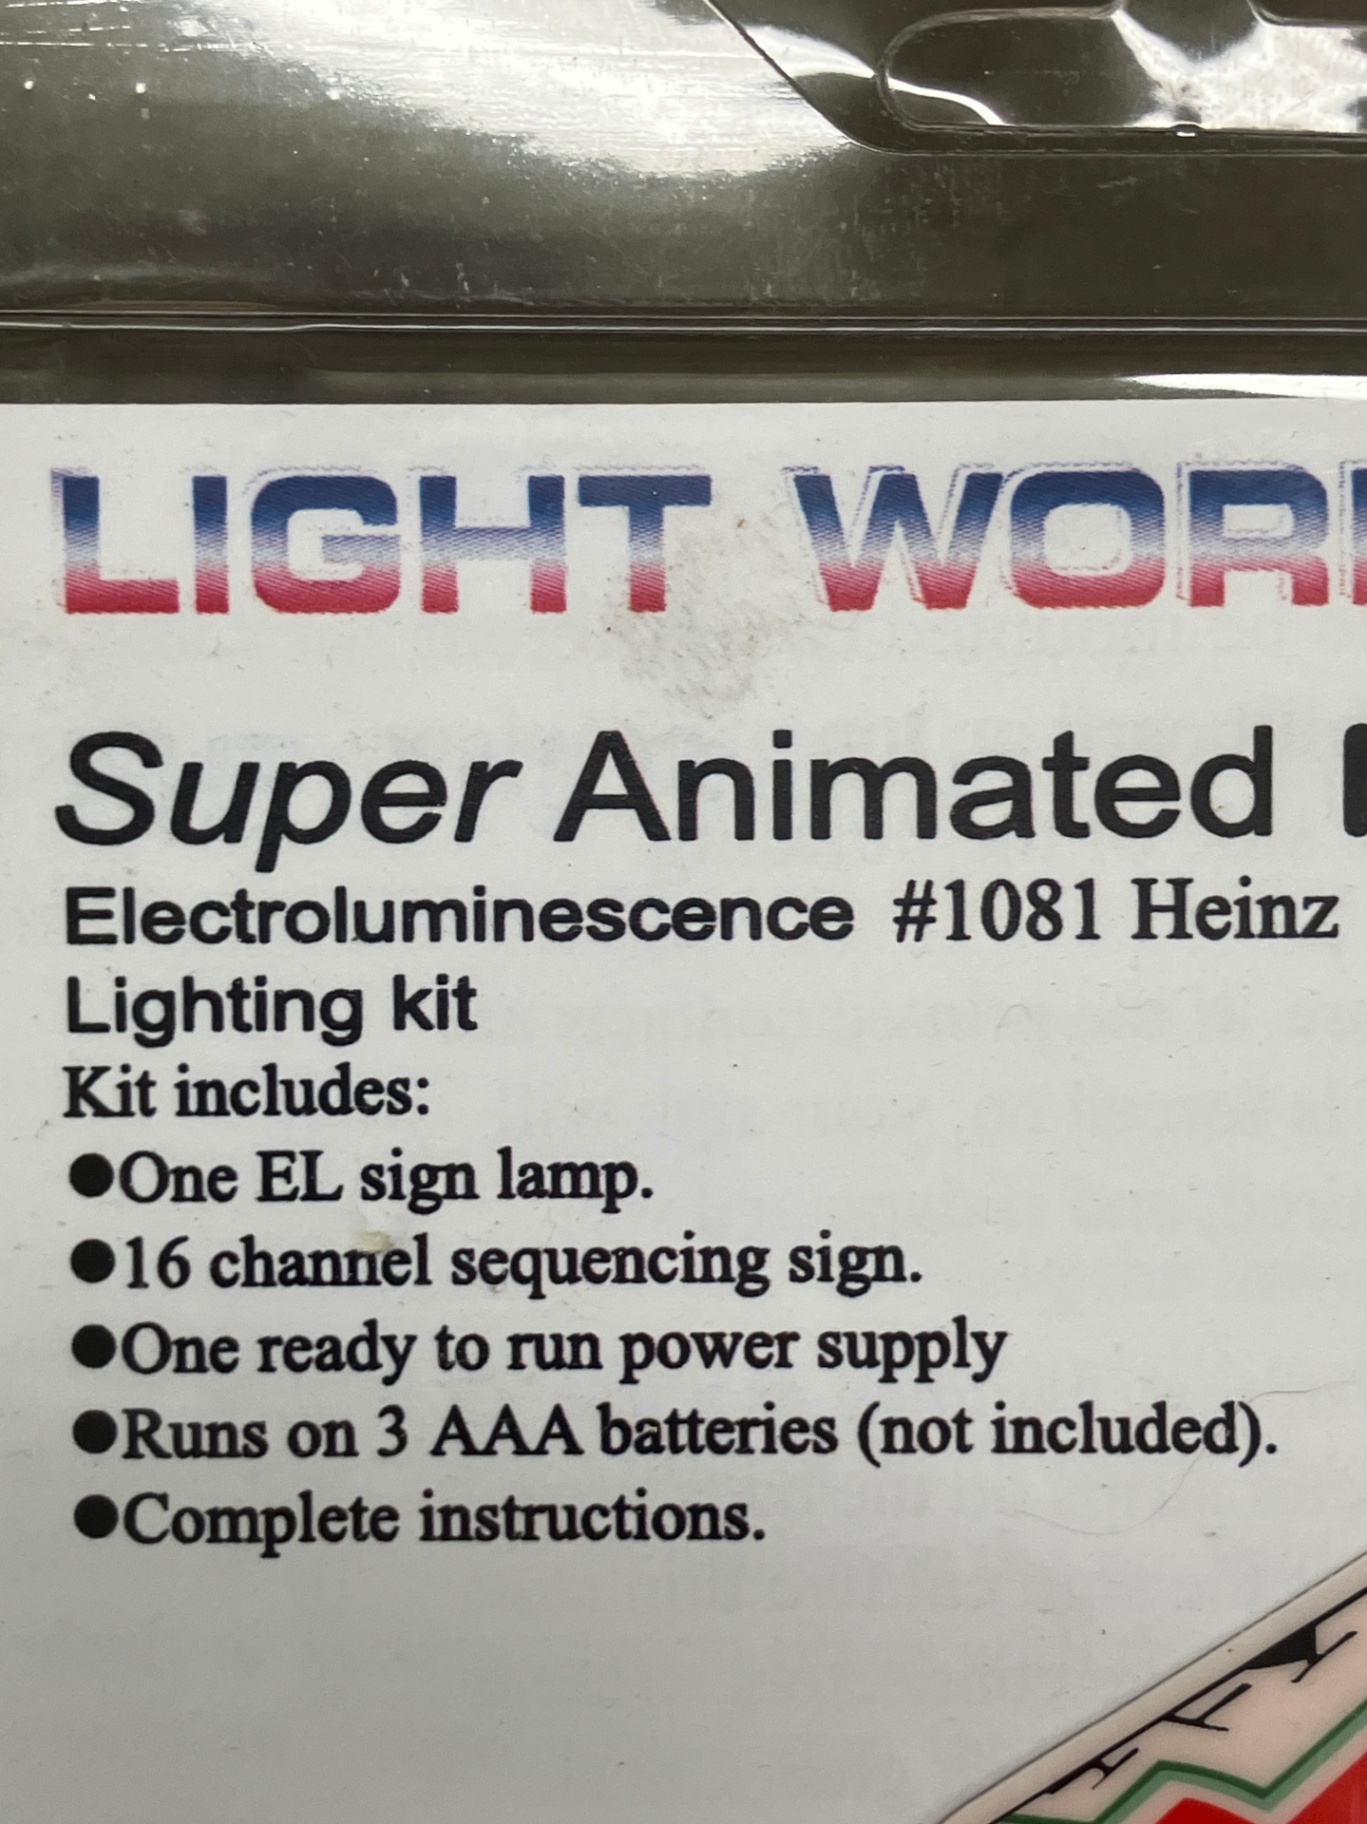 LIGHT WOR
Super Animated
Electroluminescence #1081 Heinz
Lighting kit
Kit includes:
●One EL sign lamp.
●16 channel sequencing sign.
●One ready to run power supply
●Runs on 3 AAA batteries (not included).
●Complete instructions.